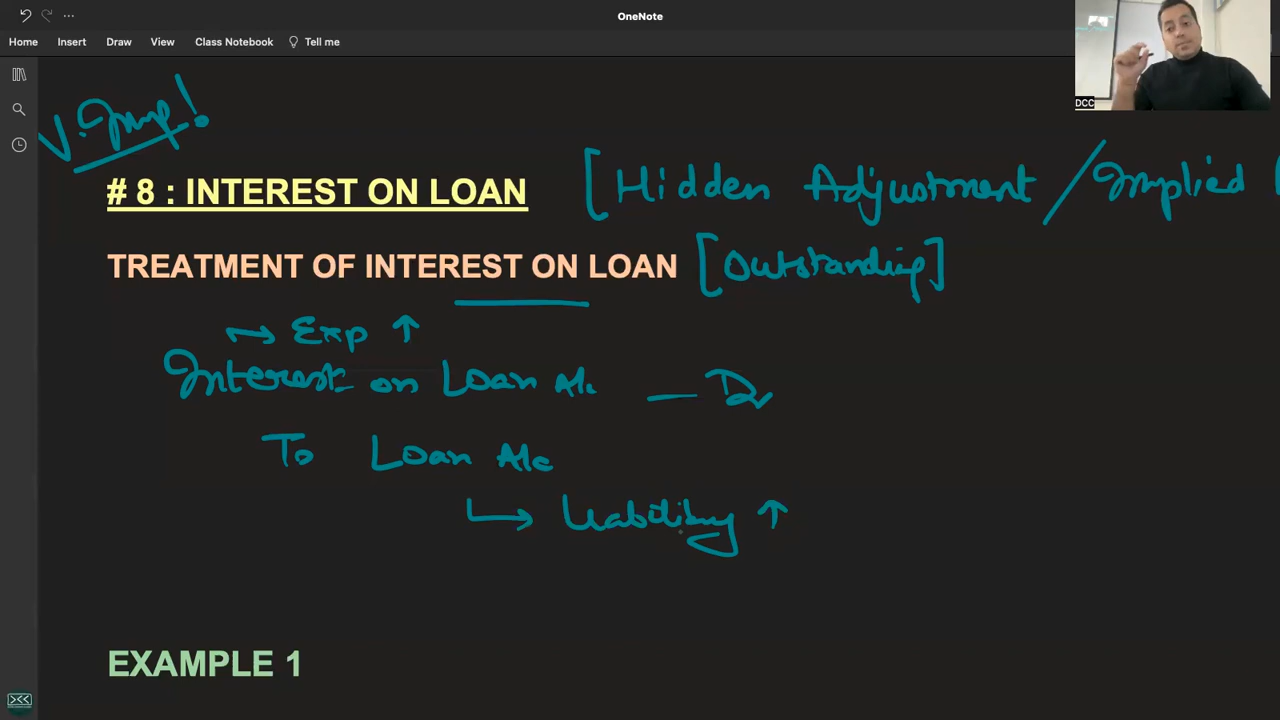 OneNote
Home Insert Draw View Class Notebook Tell me
DCC
V. Imp!
# 8 : INTEREST ON LOAN [Hidden Adjustment / Implied
TREATMENT OF INTEREST ON LOAN [Outstanding]
→ Exp ↑
Interest on Loan A/c — Dr
To Loan A/c
↳ Liability ↑
EXAMPLE 1